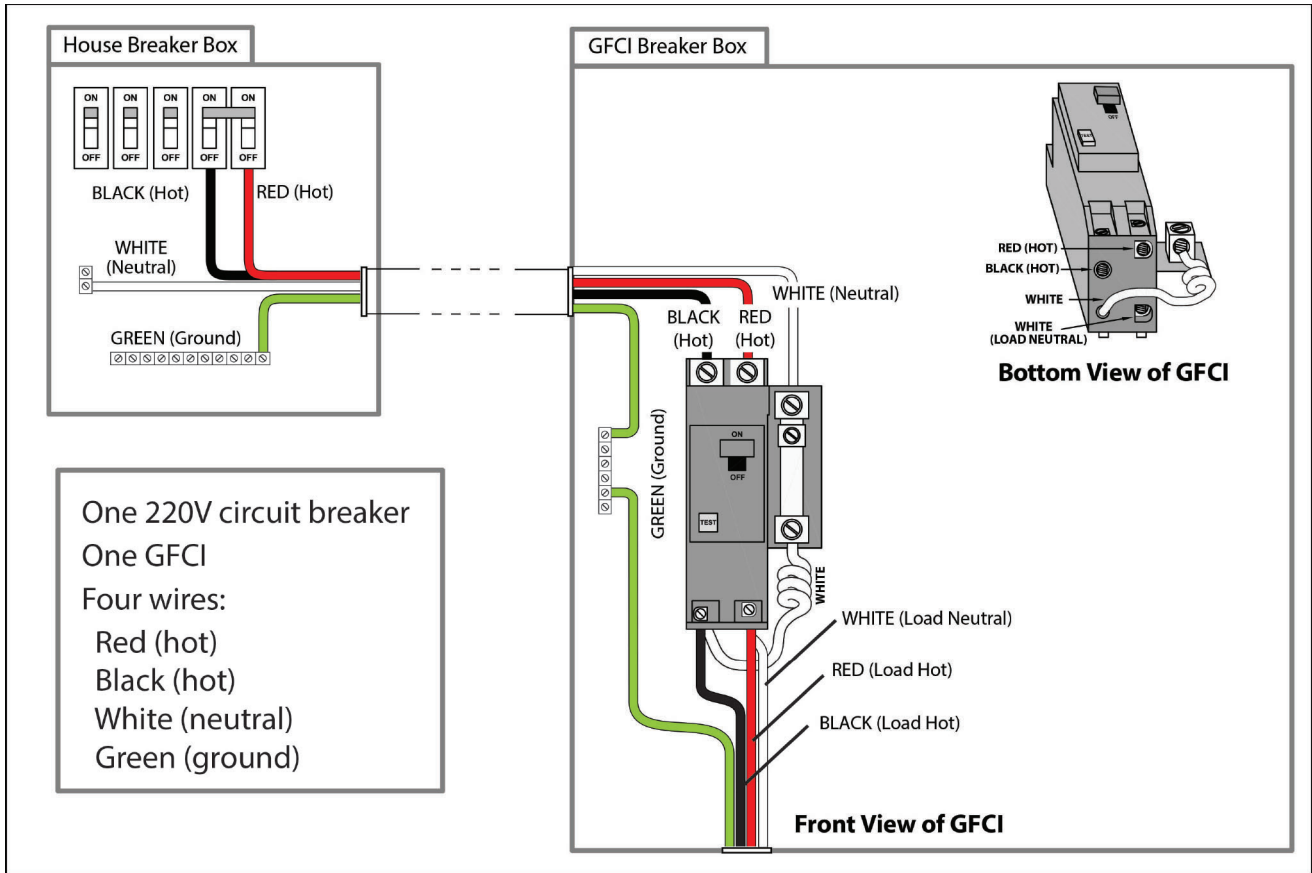 House Breaker Box
ON ON ON ON ON
OFF OFF OFF OFF OFF
BLACK (Hot)
RED (Hot)
WHITE
(Neutral)
GREEN (Ground)
One 220V circuit breaker
One GFCI
Four wires:
Red (hot)
Black (hot)
White (neutral)
Green (ground)
GFCI Breaker Box
WHITE (Neutral)
BLACK
(Hot)
RED
(Hot)
GREEN (Ground)
ON
OFF
TEST
WHITE
WHITE (Load Neutral)
RED (Load Hot)
BLACK (Load Hot)
Front View of GFCI
OFF
TEST
RED (HOT)
BLACK (HOT)
WHITE
WHITE
(LOAD NEUTRAL)
Bottom View of GFCI